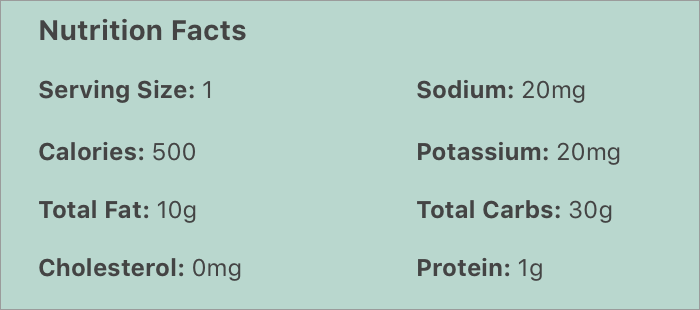 Nutrition Facts
Serving Size: 1
Sodium: 20mg
Calories: 500
Potassium: 20mg
Total Fat: 10g
Total Carbs: 30g
Cholesterol: 0mg
Protein: 1g